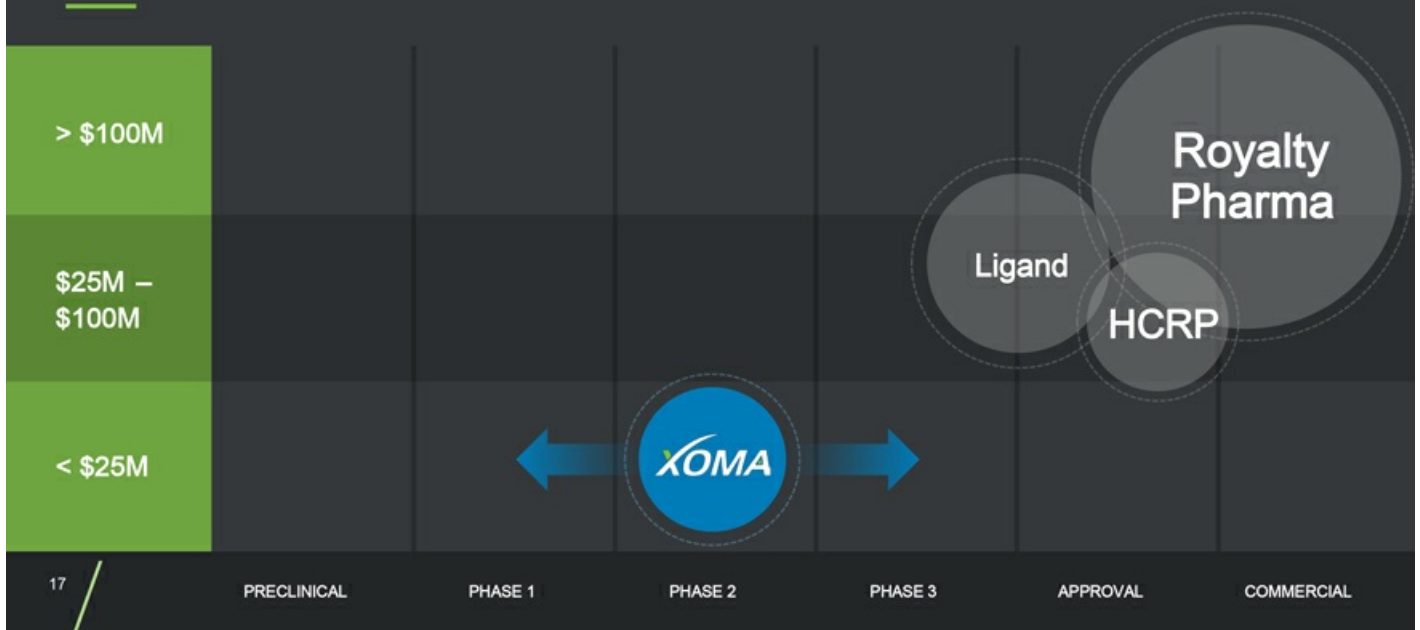 > $100M
Royalty
Pharma
$25M –
$100M
Ligand
HCRP
< $25M
XOMA
17
PRECLINICAL
PHASE 1
PHASE 2
PHASE 3
APPROVAL
COMMERCIAL